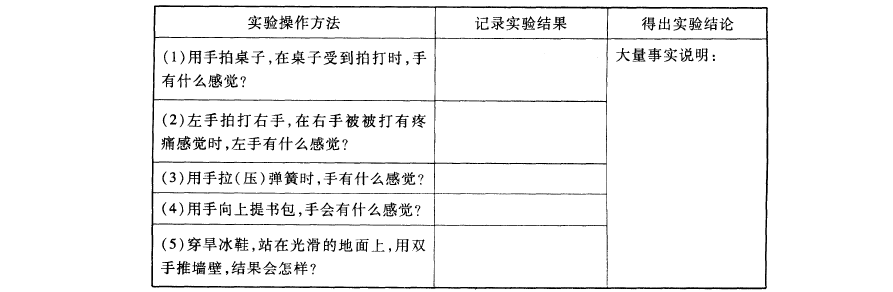 实验操作方法 记录实验结果 得出实验结论
(1)用手拍桌子,在桌子受到拍打时,手
有什么感觉?
大量事实说明:
(2)左手拍打右手,在右手被被打有疼
痛感觉时,左手有什么感觉?
(3)用手拉(压)弹簧时,手有什么感觉?
(4)用手向上提书包,手会有什么感觉?
(5)穿旱冰鞋,站在光滑的地面上,用双
手推墙壁,结果会怎样?